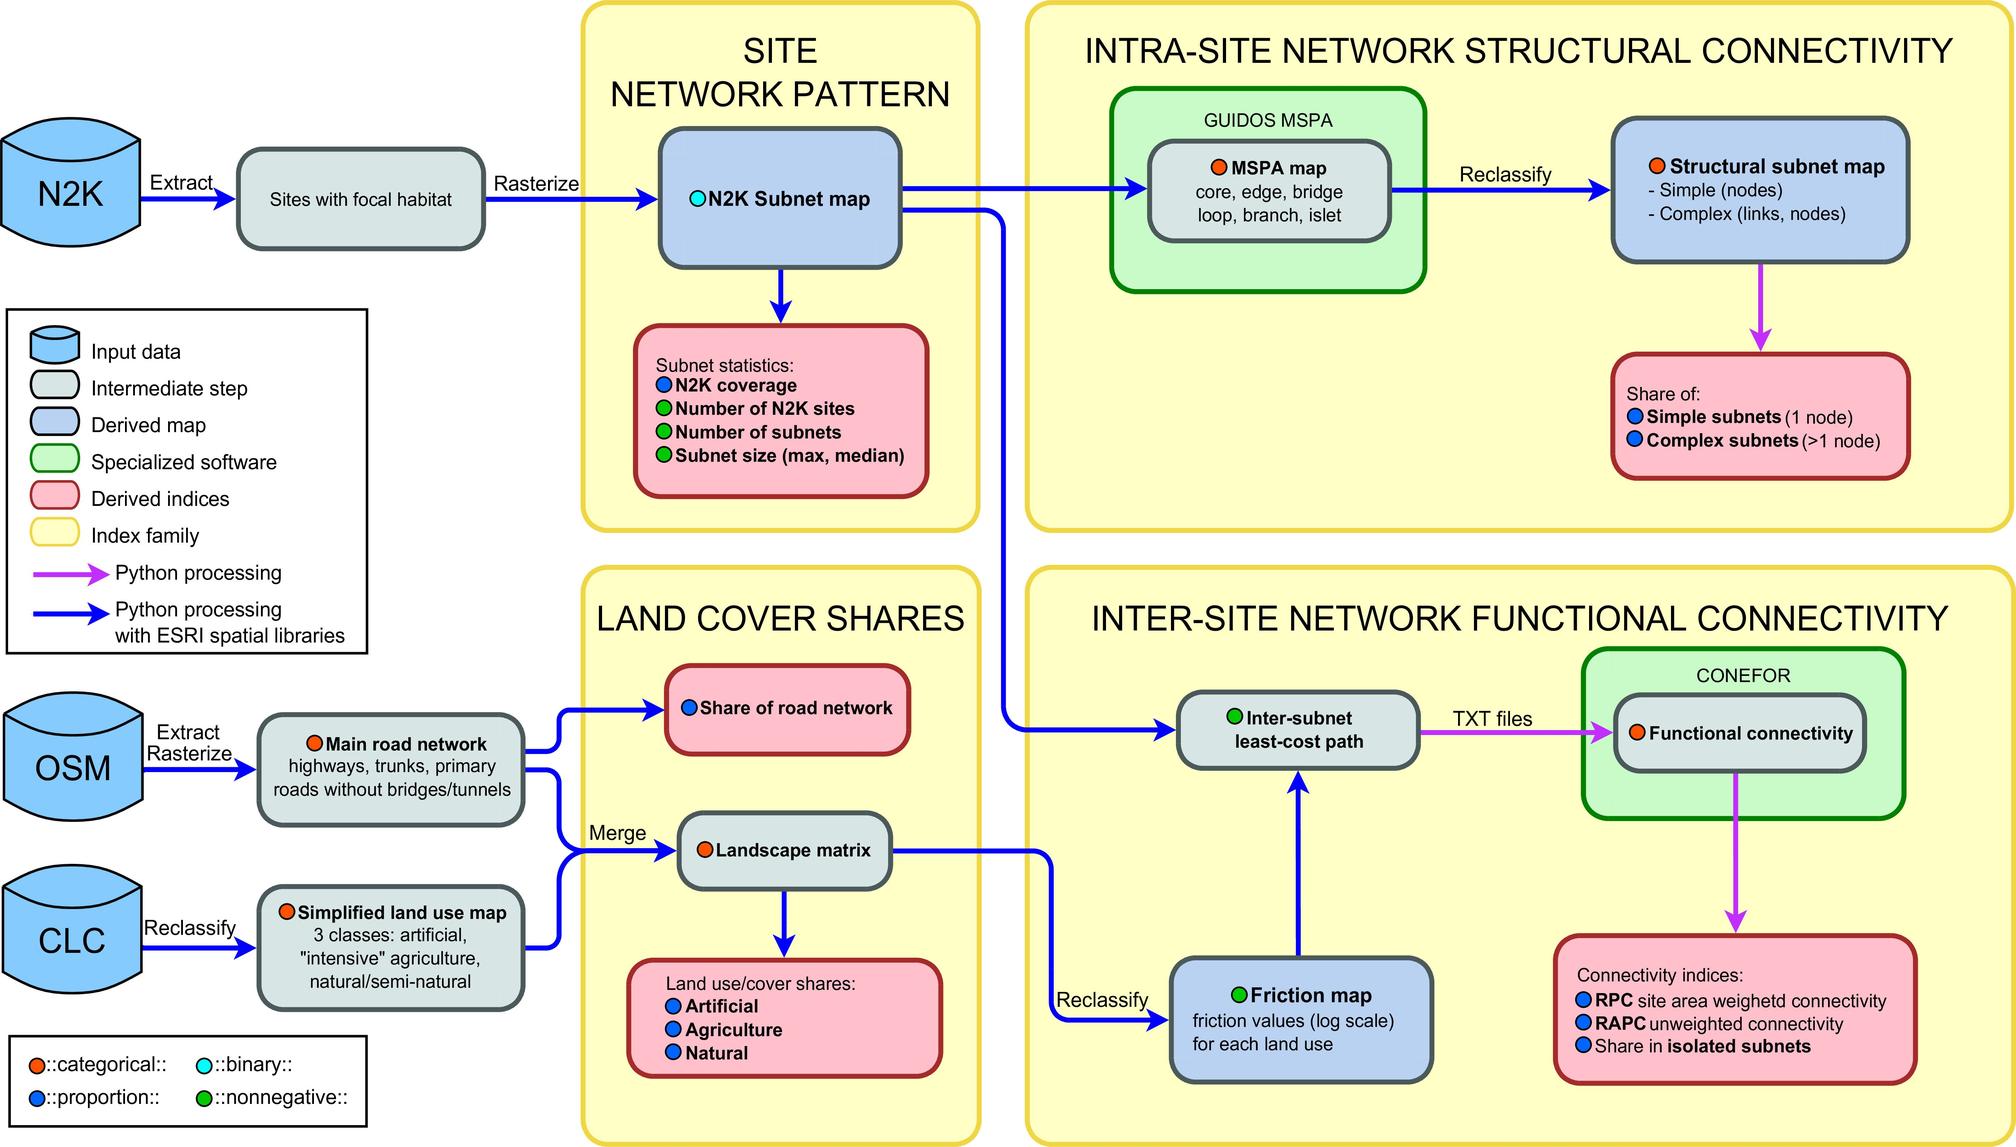 SITE
NETWORK PATTERN
INTRA-SITE NETWORK STRUCTURAL CONNECTIVITY
N2K
Extract
Sites with focal habitat
Rasterize
N2K Subnet map
GUIDOS MSPA
MSPA map
core, edge, bridge
loop, branch, islet
Reclassify
Structural subnet map
- Simple (nodes)
- Complex (links, nodes)
Subnet statistics:
N2K coverage
Number of N2K sites
Number of subnets
Subnet size (max, median)
Share of:
Simple subnets (1 node)
Complex subnets (>1 node)
Input data
Intermediate step
Derived map
Specialized software
Derived indices
Index family
Python processing
Python processing
with ESRI spatial libraries
LAND COVER SHARES
INTER-SITE NETWORK FUNCTIONAL CONNECTIVITY
OSM
Extract
Rasterize
Main road network
highways, trunks, primary
roads without bridges/tunnels
Share of road network
Merge
Landscape matrix
CLC
Reclassify
Simplified land use map
3 classes: artificial,
"intensive" agriculture,
natural/semi-natural
Land use/cover shares:
Artificial
Agriculture
Natural
Inter-subnet
least-cost path
TXT files
CONEFOR
Functional connectivity
Reclassify
Friction map
friction values (log scale)
for each land use
Connectivity indices:
RPC site area weighetd connectivity
RAPC unweighted connectivity
Share in isolated subnets
::categorical:: ::binary::
::proportion:: ::nonnegative::